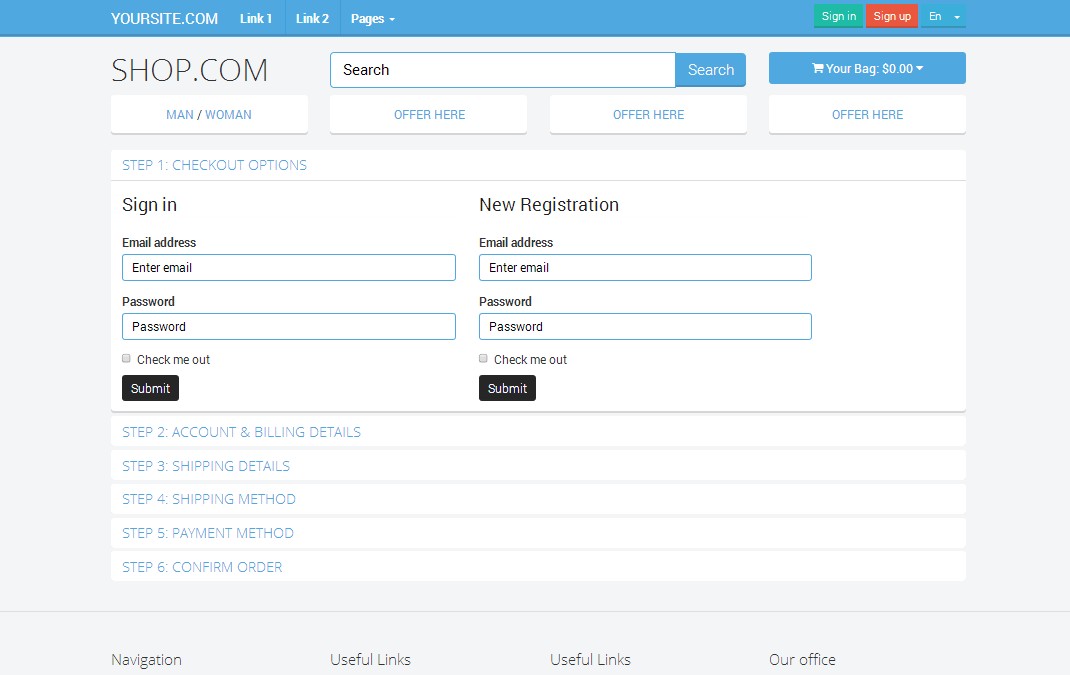 YOURSITE.COM Link 1 Link 2 Pages Sign in Sign up En
SHOP.COM Search Search Your Bag: $0.00
MAN / WOMAN OFFER HERE OFFER HERE OFFER HERE
STEP 1: CHECKOUT OPTIONS
Sign in New Registration
Email address Email address
Enter email Enter email
Password Password
Password Password
Check me out Check me out
Submit Submit
STEP 2: ACCOUNT & BILLING DETAILS
STEP 3: SHIPPING DETAILS
STEP 4: SHIPPING METHOD
STEP 5: PAYMENT METHOD
STEP 6: CONFIRM ORDER
Navigation Useful Links Useful Links Our office